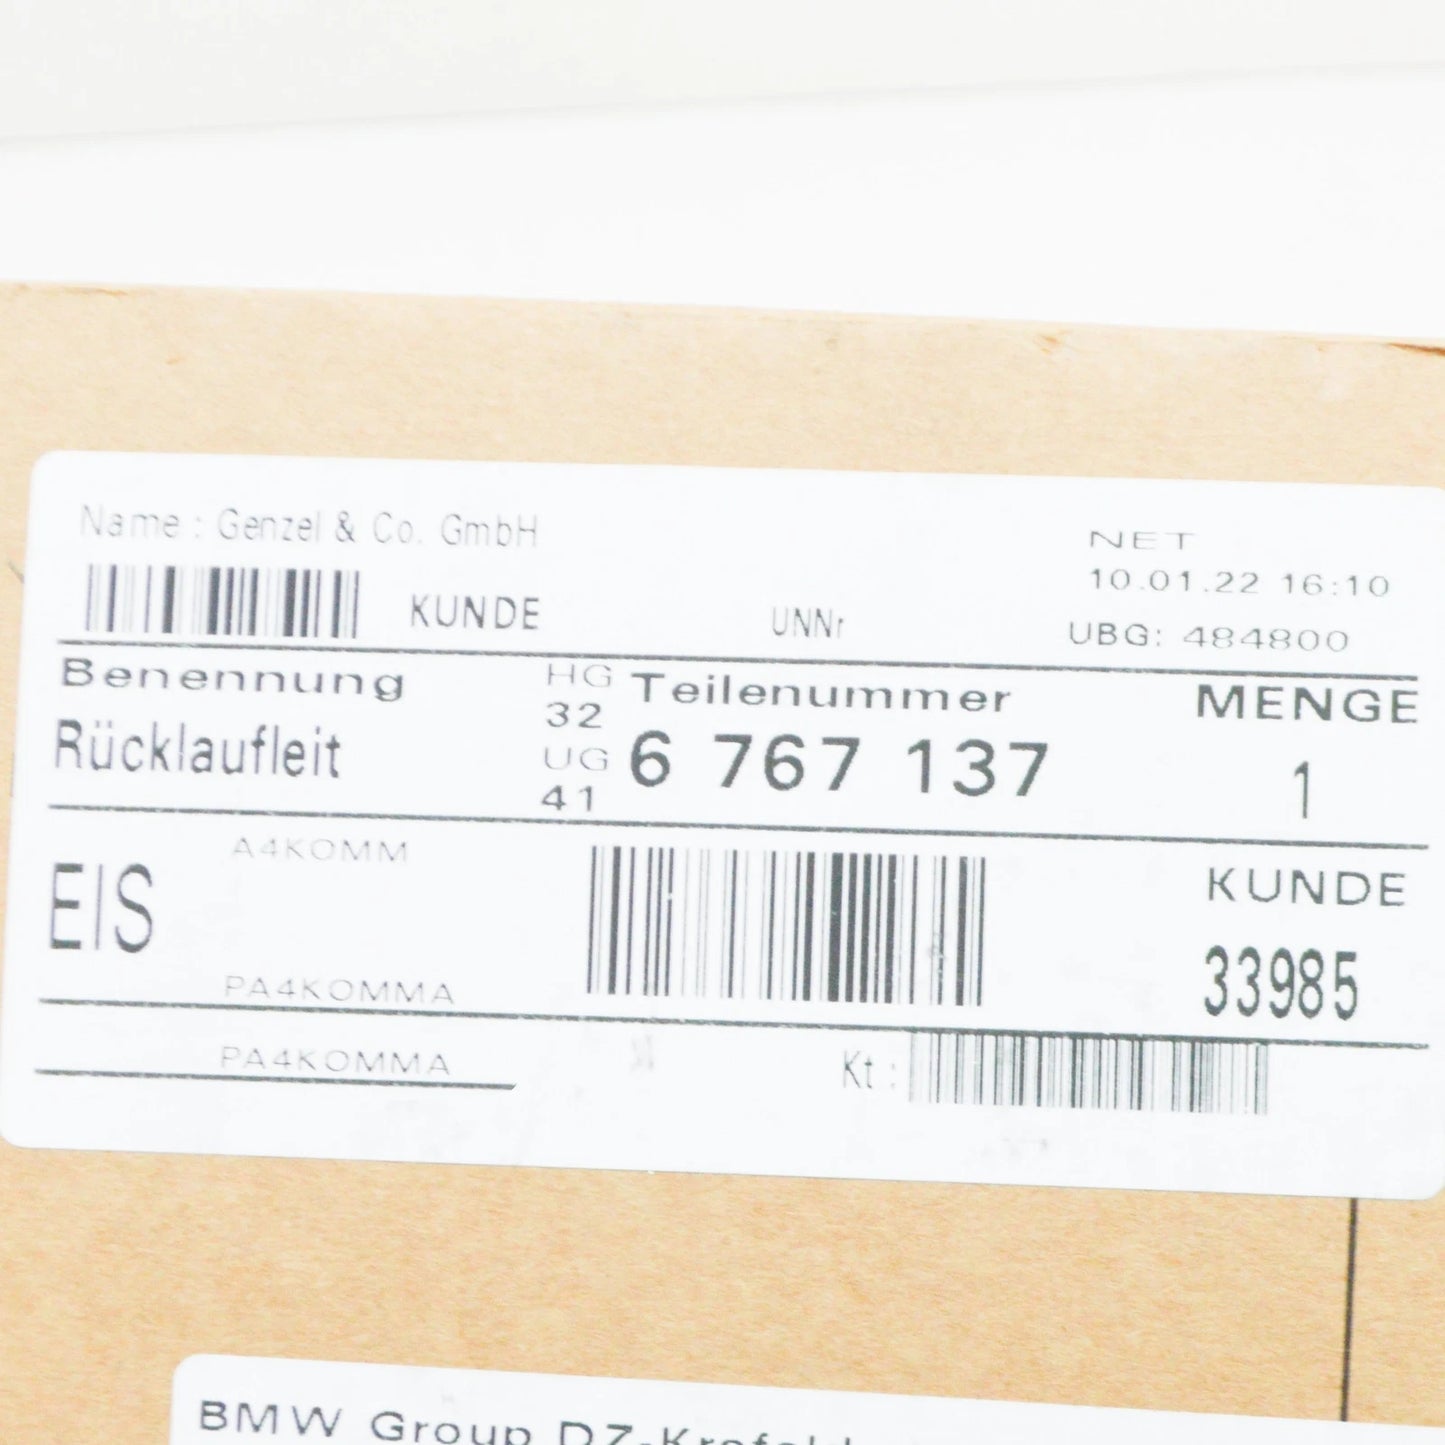 Name : Genzel & Co. GmbH
NET
10.01.22 16:10
KUNDE
UNNr
UBG: 484800
Benennung
HG
Teilenummer
MENGE
32
Rücklaufleit
UG
6 767 137
1
41
A4KOMM
KUNDE
EIS
33985
PA4KOMMA
PA4KOMMA
Kt :
BMW Group DZ-Krefeld